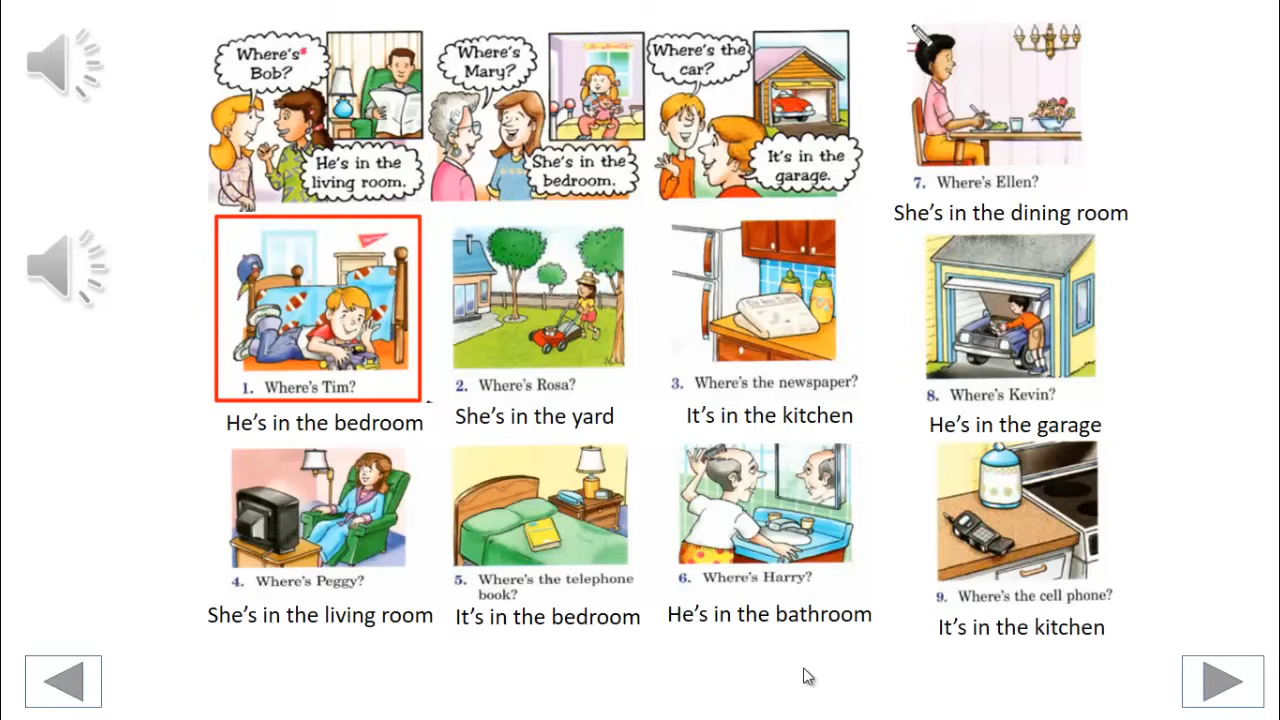 Where's*
Bob?
He's in the
living room.
Where's
Mary?
She's in the
bedroom.
Where's the
car?
It's in the
garage.
1. Where's Tim?
He's in the bedroom
2. Where's Rosa?
She's in the yard
3. Where's the newspaper?
It's in the kitchen
4. Where's Peggy?
She's in the living room
5. Where's the telephone
book?
It's in the bedroom
6. Where's Harry?
He's in the bathroom
7. Where's Ellen?
She's in the dining room
8. Where's Kevin?
He's in the garage
9. Where's the cell phone?
It's in the kitchen